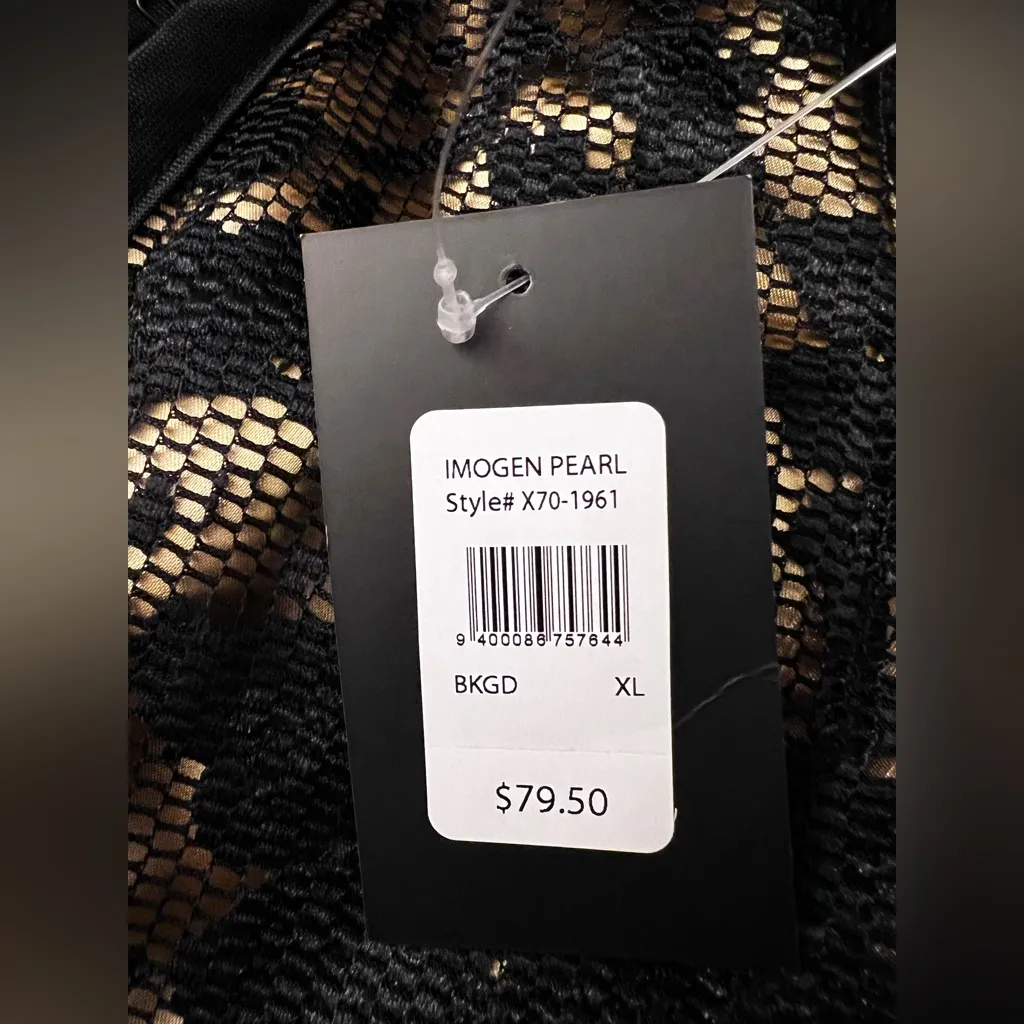 IMOGEN PEARL
Style# X70-1961
9 400086 757644
BKGD XL
$79.50